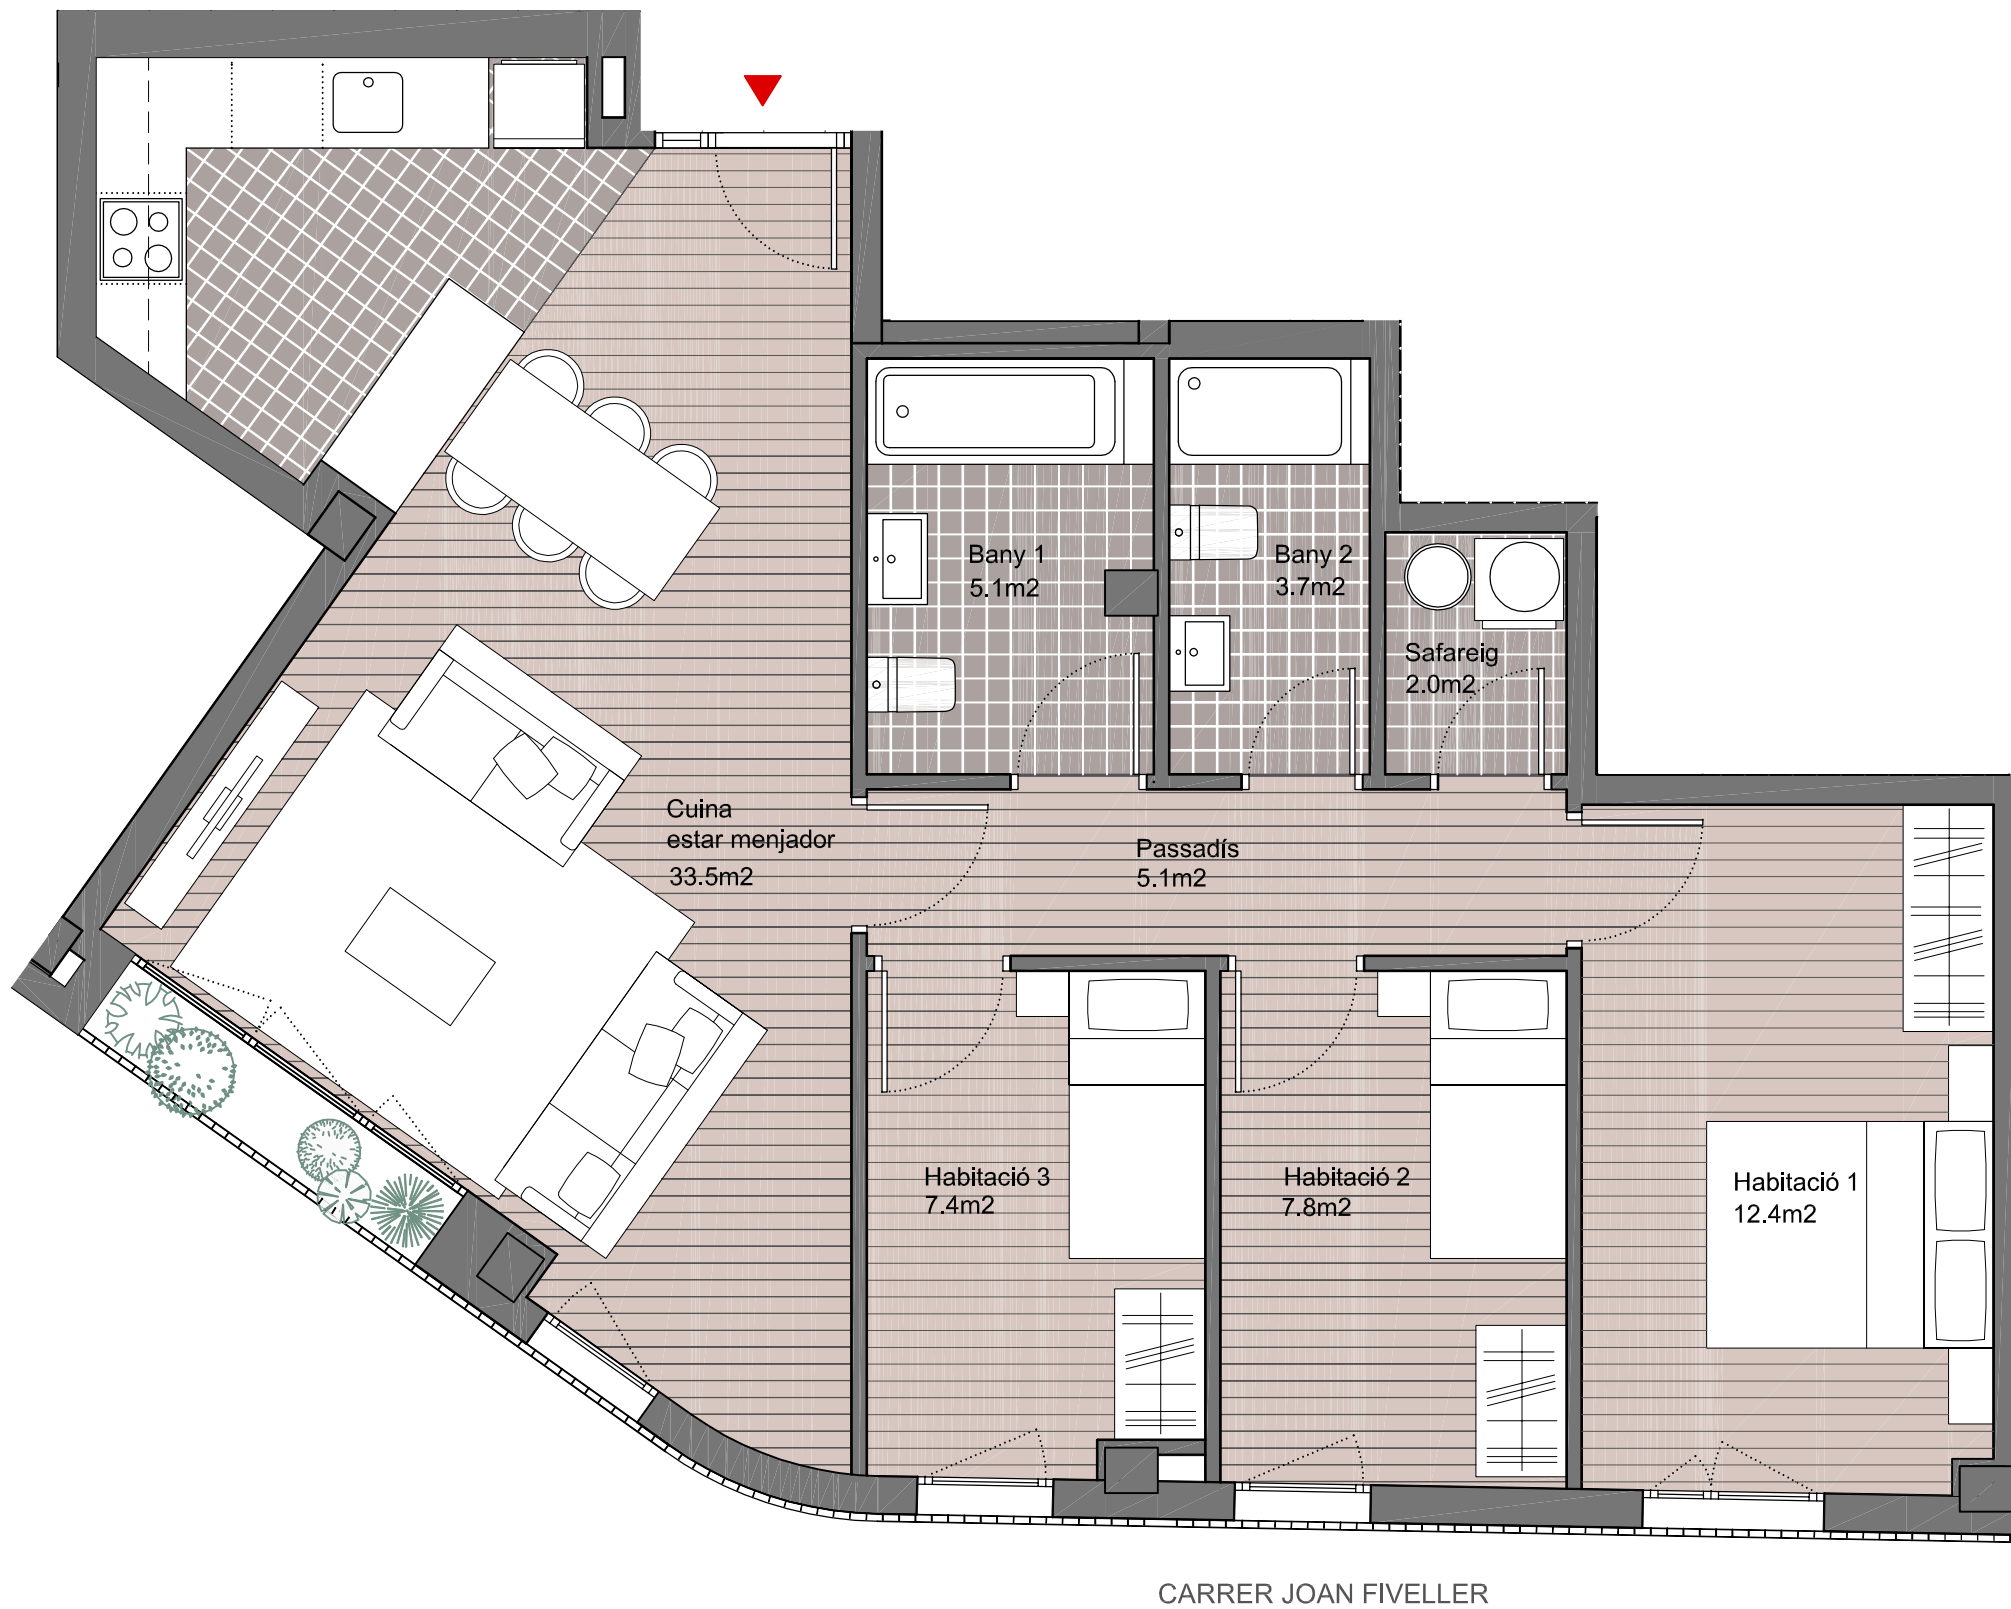 Bany 1
5.1m2
Bany 2
3.7m2
Safareig
2.0m2
Cuina
estar menjador
33.5m2
Passadís
5.1m2
Habitació 3
7.4m2
Habitació 2
7.8m2
Habitació 1
12.4m2
CARRER JOAN FIVELLER